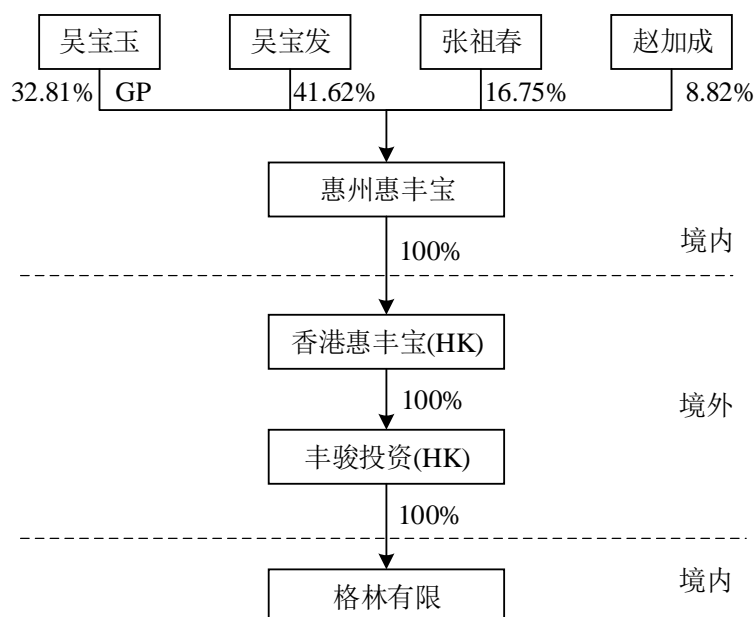 吴宝玉 吴宝发 张祖春 赵加成
32.81% GP 41.62% 16.75% 8.82%
惠州惠丰宝
境内
100%
香港惠丰宝(HK)
100%
境外
丰骏投资(HK)
100%
境内
格林有限